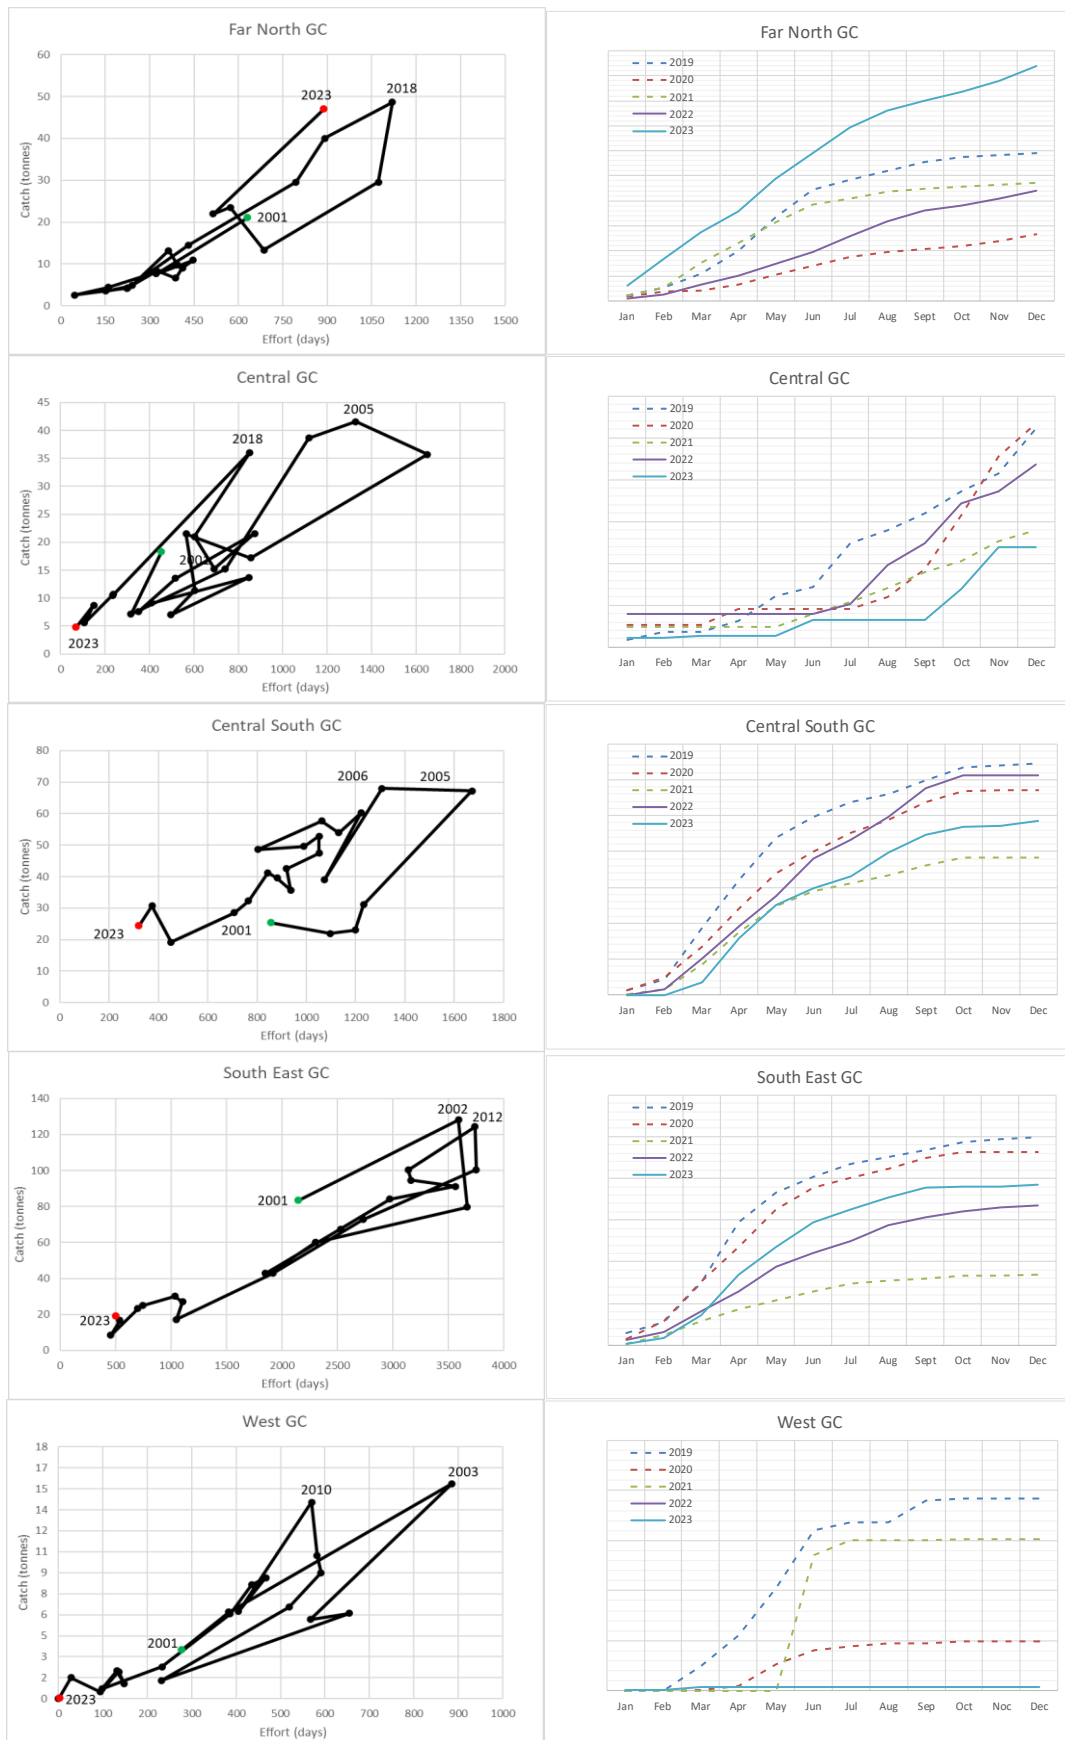 Far North GC
60
50
40
30
20
10
0
Catch (tonnes)
2018
2023
2001
0 150 300 450 600 750 900 1050 1200 1350 1500
Effort (days)
Far North GC
2019
2020
2021
2022
2023
Jan Feb Mar Apr May Jun Jul Aug Sept Oct Nov Dec
Central GC
45
40
35
30
25
20
15
10
5
0
Catch (tonnes)
2005
2018
2001
2023
0 200 400 600 800 1000 1200 1400 1600 1800 2000
Effort (days)
Central GC
2019
2020
2021
2022
2023
Jan Feb Mar Apr May Jun Jul Aug Sept Oct Nov Dec
Central South GC
80
70
60
50
40
30
20
10
0
Catch (tonnes)
2006 2005
2023 2001
0 200 400 600 800 1000 1200 1400 1600 1800
Effort (days)
Central South GC
2019
2020
2021
2022
2023
Jan Feb Mar Apr May Jun Jul Aug Sept Oct Nov Dec
South East GC
140
120
100
80
60
40
20
0
Catch (tonnes)
2002
2012
2001
2023
0 500 1000 1500 2000 2500 3000 3500 4000
Effort (days)
South East GC
2019
2020
2021
2022
2023
Jan Feb Mar Apr May Jun Jul Aug Sept Oct Noc Dec
West GC
18
17
15
14
12
11
9
8
6
5
3
2
0
Catch (tonnes)
2003
2010
2001
2023
0 100 200 300 400 500 600 700 800 900 1000
Effort (days)
West GC
2019
2020
2021
2022
2023
Jan Feb Mar Apr May Jun Jul Aug Sept Oct Nov Dec